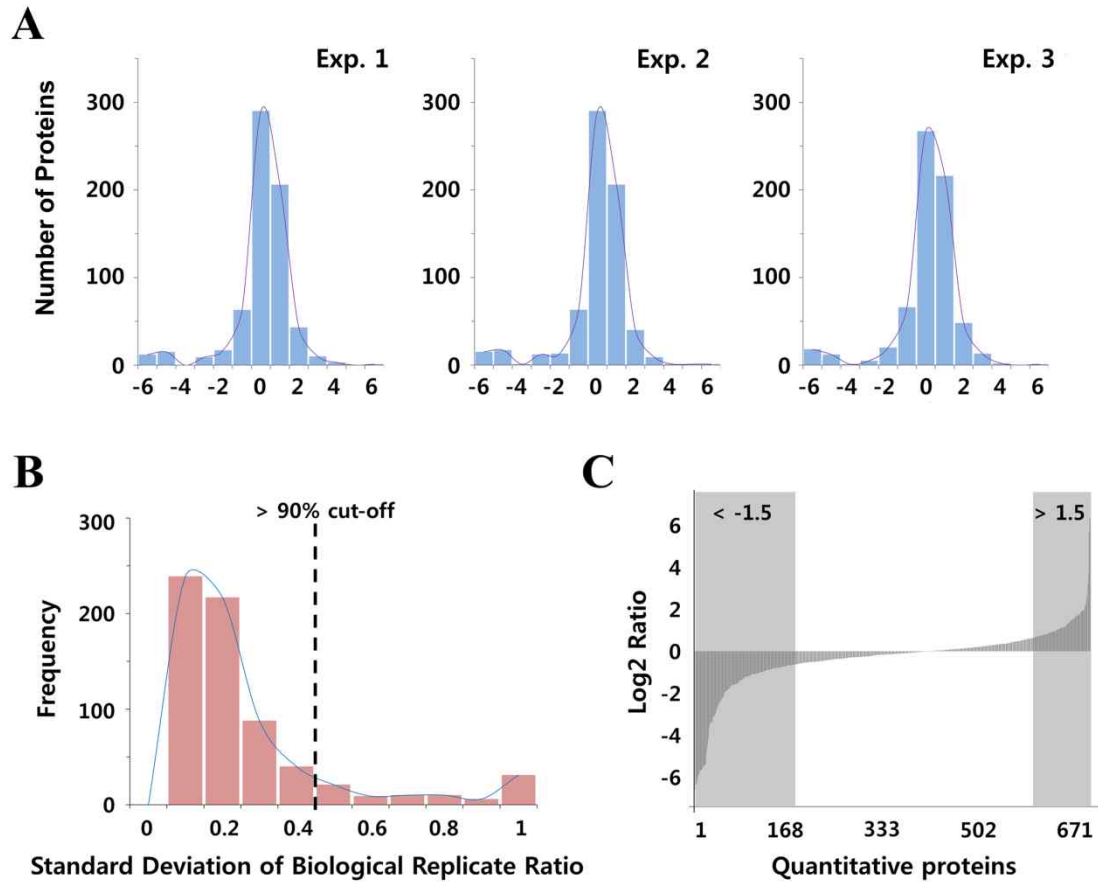 A
Exp. 1
Exp. 2
Exp. 3
Number of Proteins
300
200
100
0
-6 -4 -2 0 2 4 6
300
200
100
0
-6 -4 -2 0 2 4 6
300
200
100
0
-6 -4 -2 0 2 4 6
B
> 90% cut-off
Frequency
300
200
100
0
0 0.2 0.4 0.6 0.8 1
Standard Deviation of Biological Replicate Ratio
C
< -1.5
> 1.5
Log2 Ratio
6
4
2
0
-2
-4
-6
1 168 333 502 671
Quantitative proteins